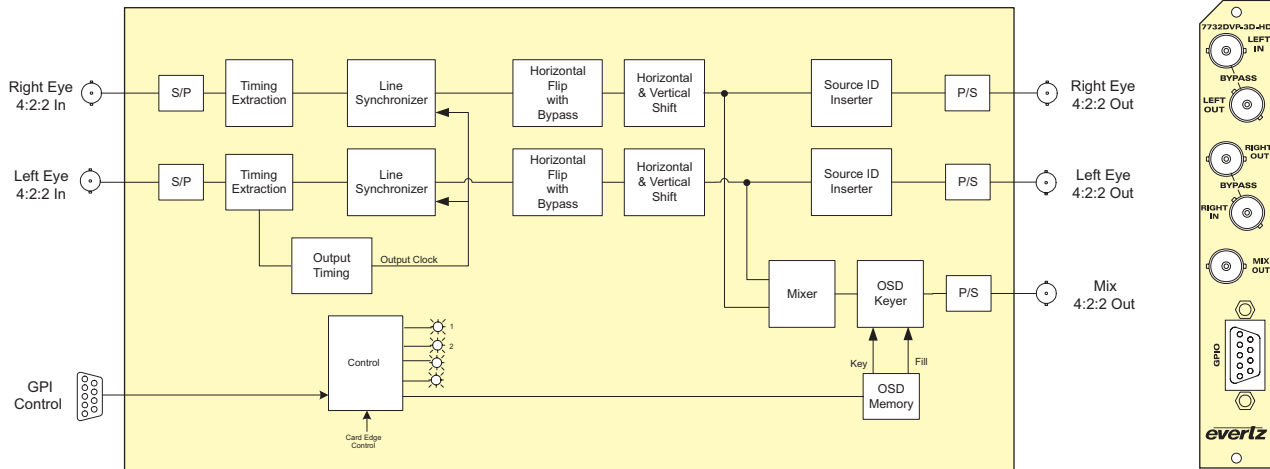 Right Eye
4:2:2 In
S/P
Timing
Extraction
Line
Synchronizer
Horizontal
Flip
with
Bypass
Horizontal
& Vertical
Shift
Source ID
Inserter
P/S
Right Eye
4:2:2 Out
Left Eye
4:2:2 In
S/P
Timing
Extraction
Line
Synchronizer
Horizontal
Flip
with
Bypass
Horizontal
& Vertical
Shift
Source ID
Inserter
P/S
Left Eye
4:2:2 Out
Output
Timing
Output Clock
Mixer
OSD
Keyer
P/S
Mix
4:2:2 Out
Key
Fill
OSD
Memory
GPI
Control
Control
1
2
Card Edge
Control
7732DVP-3D-HD
LEFT
IN
BYPASS
LEFT
OUT
RIGHT
OUT
BYPASS
RIGHT
IN
MIX
OUT
GPIO
evertz